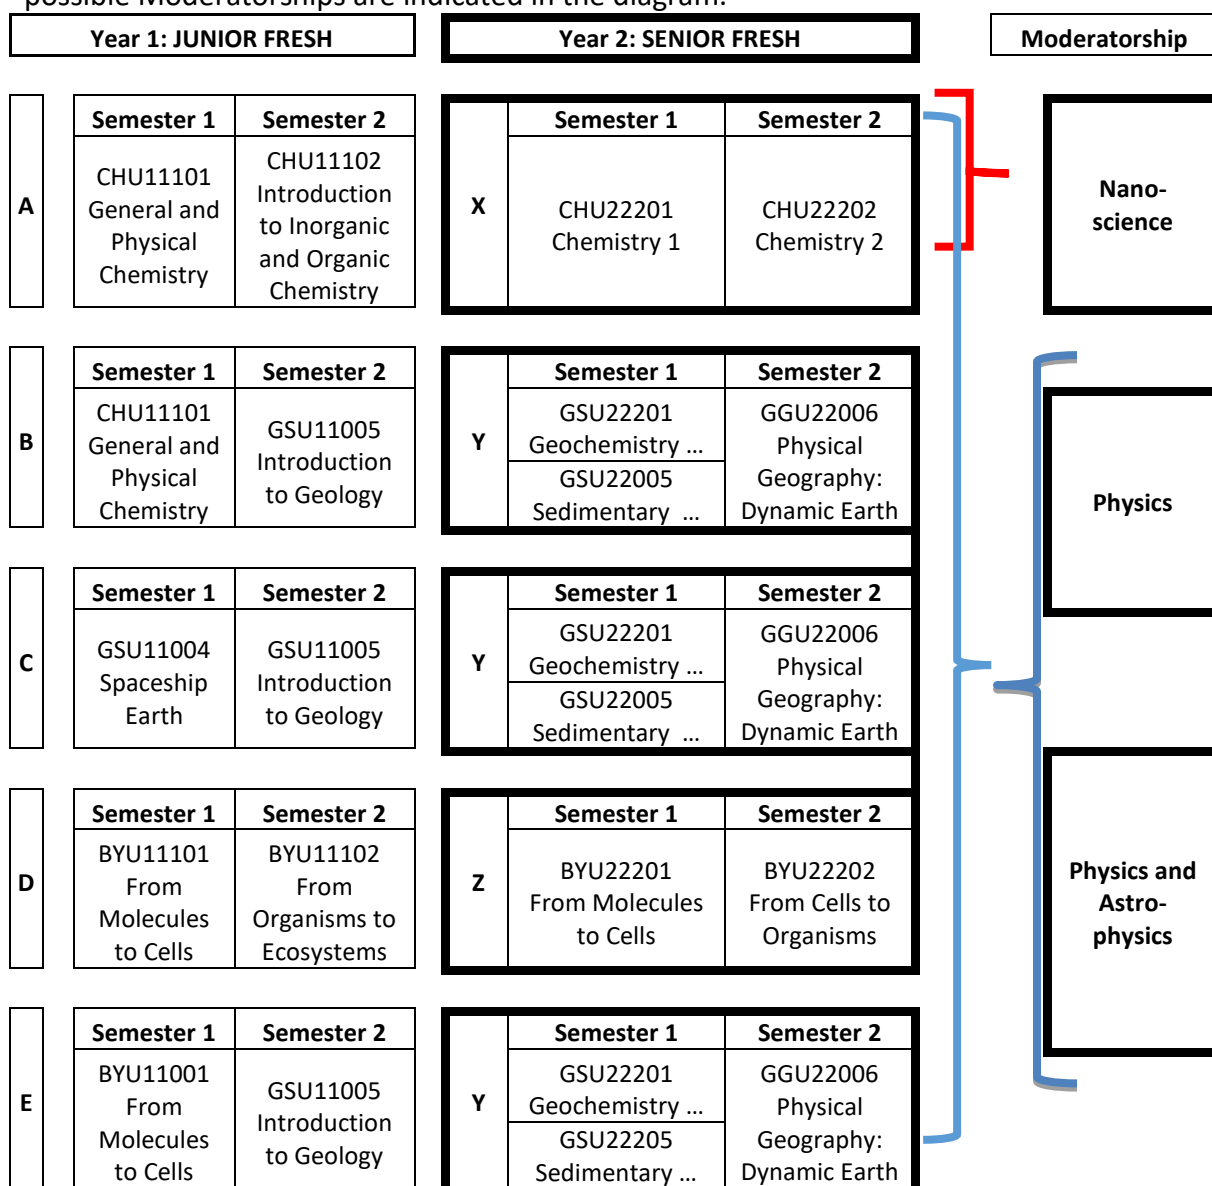 possible Moderatorships are indicated in the diagram.
Year 1: JUNIOR FRESH
Year 2: SENIOR FRESH
Moderatorship
A
Semester 1
Semester 2
CHU11101
General and
Physical
Chemistry
CHU11102
Introduction
to Inorganic
and Organic
Chemistry
X
Semester 1
Semester 2
CHU22201
Chemistry 1
CHU22202
Chemistry 2
Nano-
science
B
Semester 1
Semester 2
CHU11101
General and
Physical
Chemistry
GSU11005
Introduction
to Geology
Y
Semester 1
Semester 2
GSU22201
Geochemistry ...
GSU22005
Sedimentary ...
GGU22006
Physical
Geography:
Dynamic Earth
Physics
C
Semester 1
Semester 2
GSU11004
Spaceship
Earth
GSU11005
Introduction
to Geology
Y
Semester 1
Semester 2
GSU22201
Geochemistry ...
GSU22005
Sedimentary ...
GGU22006
Physical
Geography:
Dynamic Earth
D
Semester 1
Semester 2
BYU11101
From
Molecules
to Cells
BYU11102
From
Organisms to
Ecosystems
Z
Semester 1
Semester 2
BYU22201
From Molecules
to Cells
BYU22202
From Cells to
Organisms
Physics and
Astro-
physics
E
Semester 1
Semester 2
BYU11001
From
Molecules
to Cells
GSU11005
Introduction
to Geology
Y
Semester 1
Semester 2
GSU22201
Geochemistry ...
GSU22205
Sedimentary ...
GGU22006
Physical
Geography:
Dynamic Earth